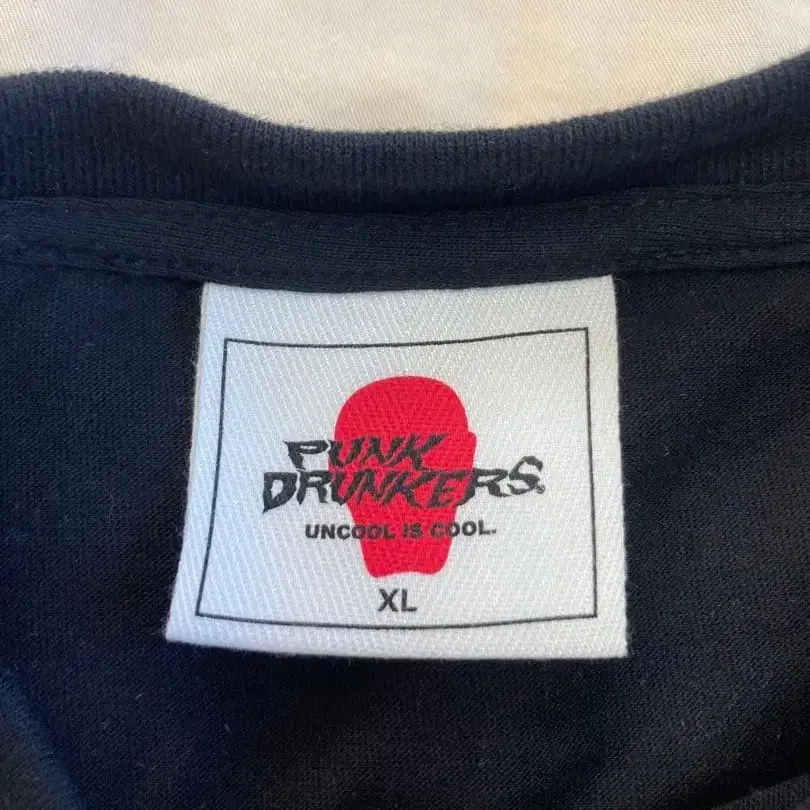 PUNK
DRUNKERS.
UNCOOL IS COOL.
XL